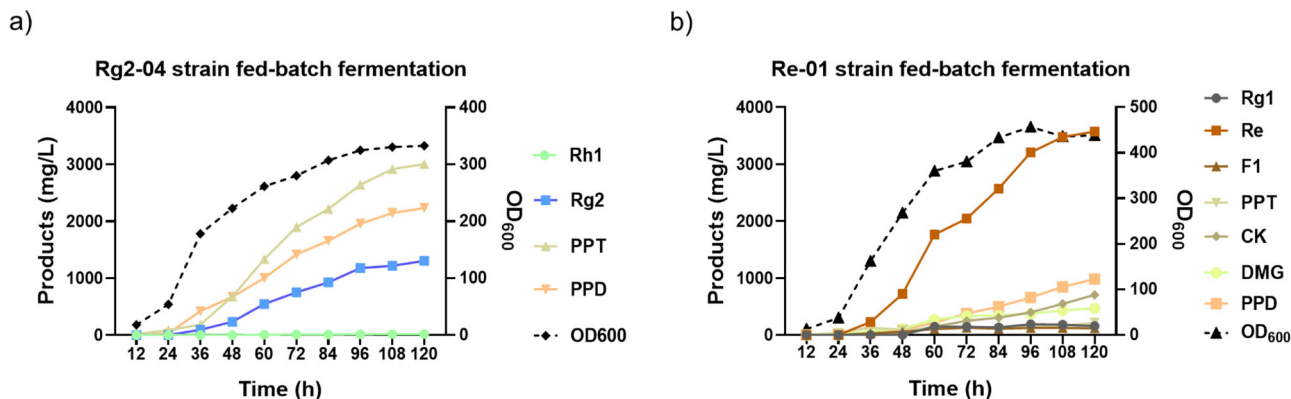 a)
Rg2-04 strain fed-batch fermentation
Products (mg/L)
4000
3000
2000
1000
0
400
300
200
100
0
OD600
12 24 36 48 60 72 84 96 108 120
Time (h)
Rh1
Rg2
PPT
PPD
OD600
b)
Re-01 strain fed-batch fermentation
Products (mg/L)
4000
3000
2000
1000
0
500
400
300
200
100
0
OD600
12 24 36 48 60 72 84 96 108 120
Time (h)
Rg1
Re
F1
PPT
CK
DMG
PPD
OD600